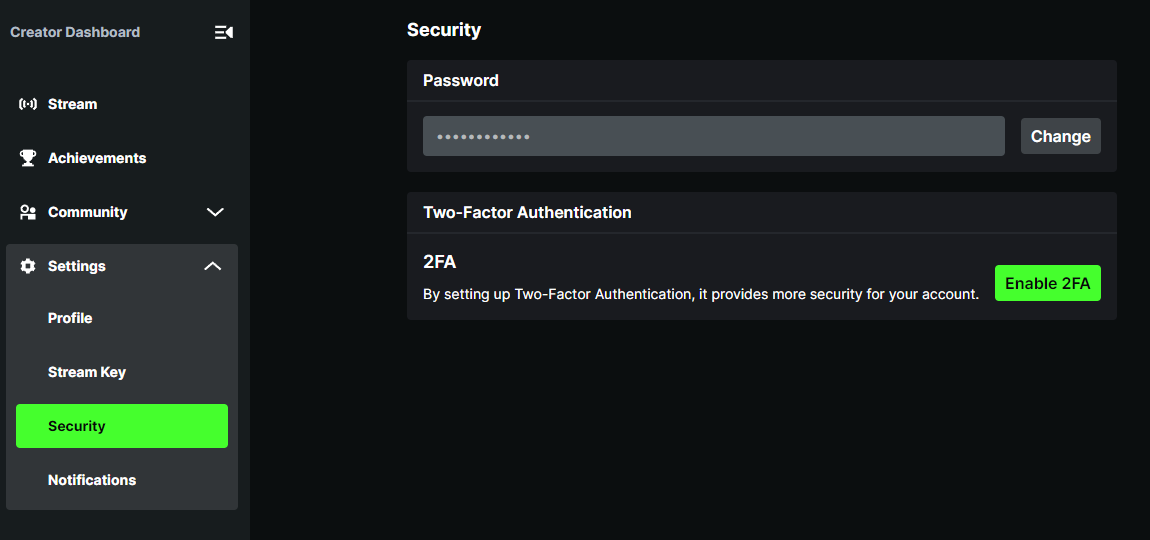 Creator Dashboard
Stream
Achievements
Community
Settings
Profile
Stream Key
Security
Notifications
Security
Password
••••••••••••
Change
Two-Factor Authentication
2FA
By setting up Two-Factor Authentication, it provides more security for your account.
Enable 2FA